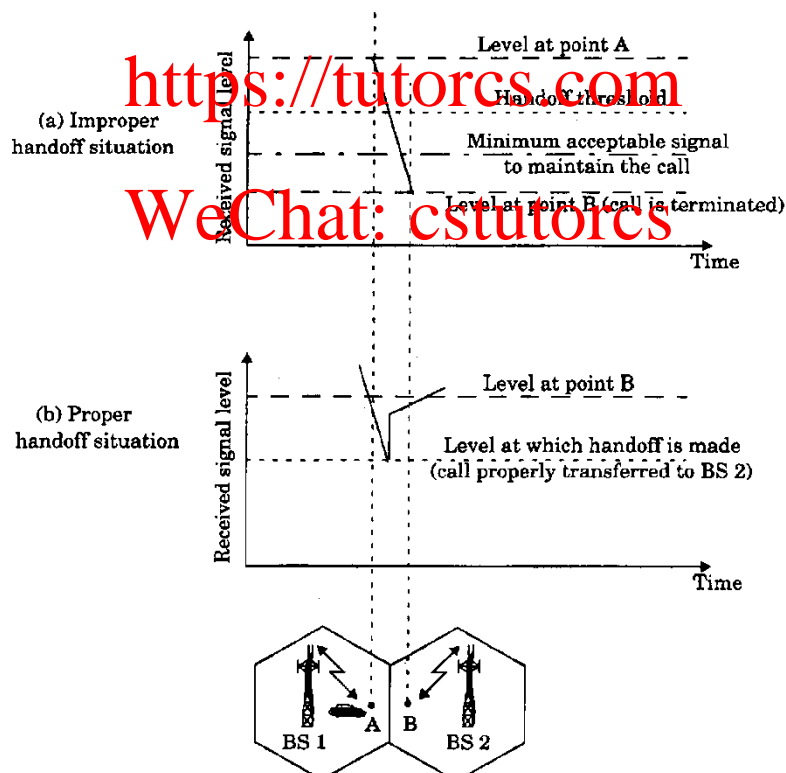 Level at point A
https://tutorcs.com
Handoff threshold
(a) Improper
handoff situation
Received signal level
Minimum acceptable signal
to maintain the call
Level at point B (call is terminated)
WeChat: cstutorcs
Time
Level at point B
(b) Proper
handoff situation
Received signal level
Level at which handoff is made
(call properly transferred to BS 2)
Time
A
B
BS 1
BS 2